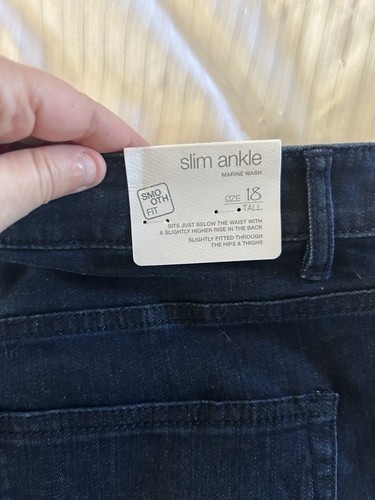 slim ankle
MARINE WASH
SMO
OTH
FIT
SIZE 18
TALL
SITS JUST BELOW THE WAIST WITH
A SLIGHTLY HIGHER RISE IN THE BACK
SLIGHTLY FITTED THROUGH
THE HIPS & THIGHS